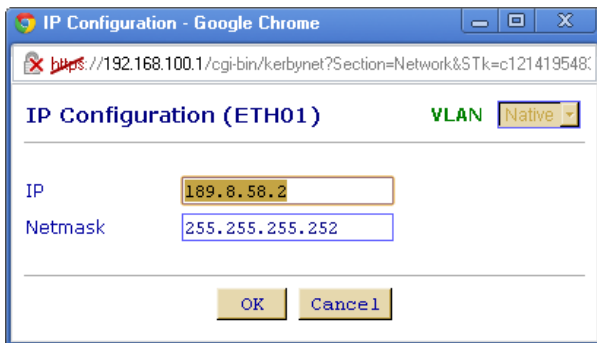 IP Configuration - Google Chrome
https://192.168.100.1/cgi-bin/kerbynet?Section=Network&STk=c121419548
IP Configuration (ETH01) VLAN Native
IP 189.8.58.2
Netmask 255.255.255.252
OK Cancel